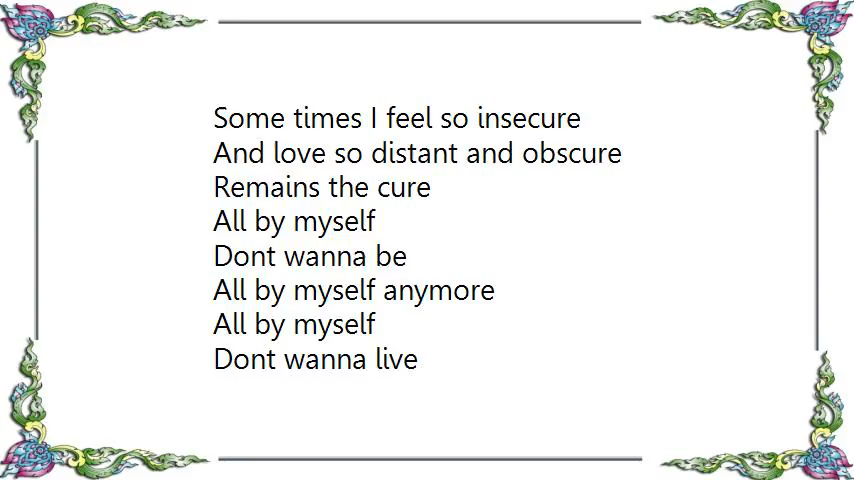 Some times I feel so insecure
And love so distant and obscure
Remains the cure
All by myself
Dont wanna be
All by myself anymore
All by myself
Dont wanna live